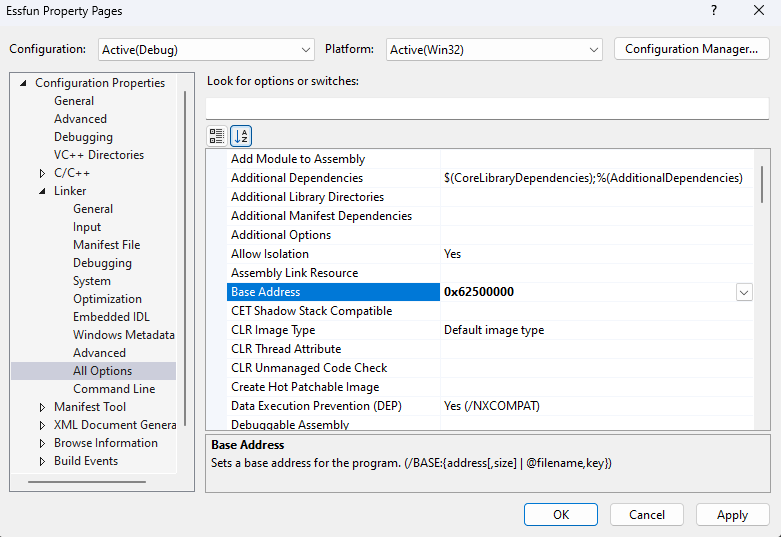 Essfun Property Pages
?
Configuration: Active(Debug) Platform: Active(Win32) Configuration Manager...
Configuration Properties
General
Advanced
Debugging
VC++ Directories
C/C++
Linker
General
Input
Manifest File
Debugging
System
Optimization
Embedded IDL
Windows Metadata
Advanced
All Options
Command Line
Manifest Tool
XML Document Genera
Browse Information
Build Events
Look for options or switches:
Add Module to Assembly
Additional Dependencies $(CoreLibraryDependencies);%(AdditionalDependencies)
Additional Library Directories
Additional Manifest Dependencies
Additional Options
Allow Isolation Yes
Assembly Link Resource
Base Address 0x62500000
CET Shadow Stack Compatible
CLR Image Type Default image type
CLR Thread Attribute
CLR Unmanaged Code Check
Create Hot Patchable Image
Data Execution Prevention (DEP) Yes (/NXCOMPAT)
Debuggable Assembly
Base Address
Sets a base address for the program. (/BASE:{address[,size] | @filename,key})
OK Cancel Apply